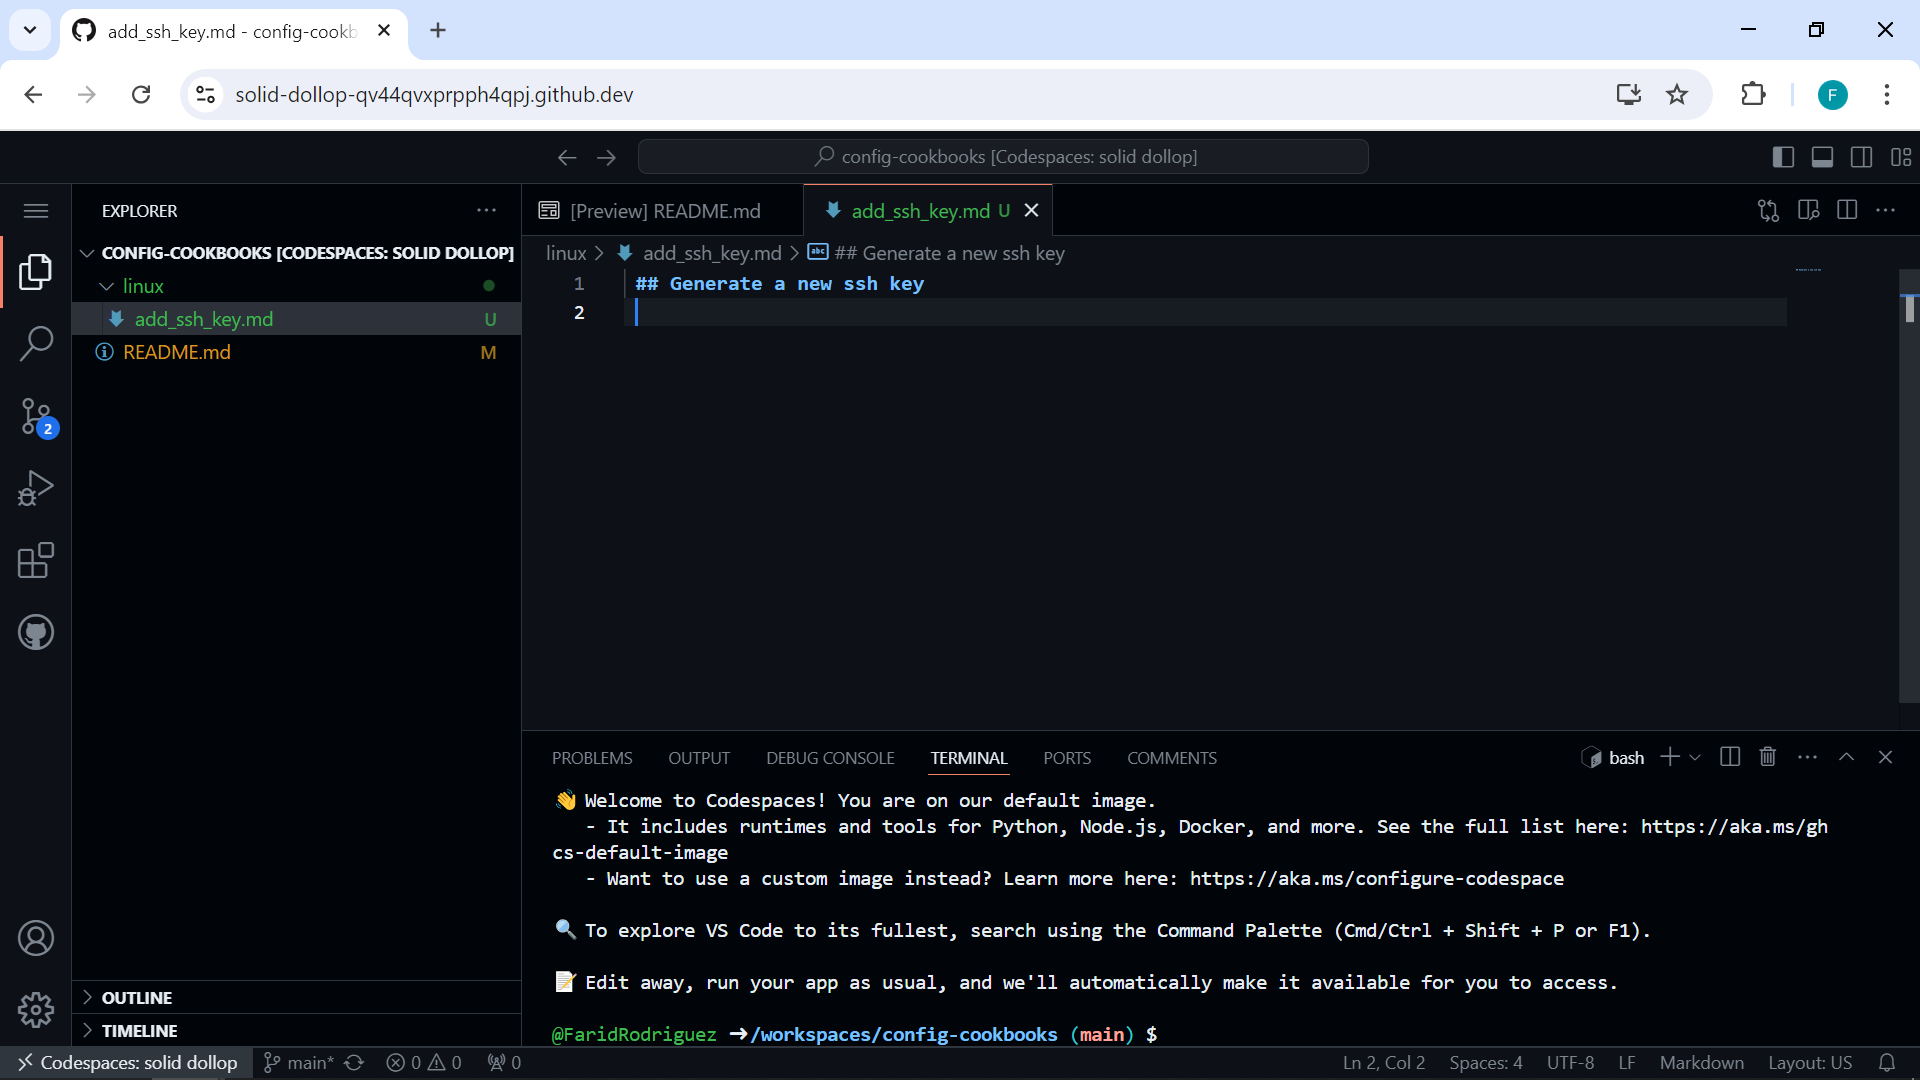 add_ssh_key.md - config-cookb
solid-dollop-qv44qvxprpph4qpj.github.dev
F
config-cookbooks [Codespaces: solid dollop]
EXPLORER
CONFIG-COOKBOOKS [CODESPACES: SOLID DOLLOP]
linux
add_ssh_key.md U
README.md M
2
OUTLINE
TIMELINE
[Preview] README.md
add_ssh_key.md U
linux > add_ssh_key.md > abc ## Generate a new ssh key
1 ## Generate a new ssh key
2
PROBLEMS OUTPUT DEBUG CONSOLE TERMINAL PORTS COMMENTS
bash
👋 Welcome to Codespaces! You are on our default image.
- It includes runtimes and tools for Python, Node.js, Docker, and more. See the full list here: https://aka.ms/gh
cs-default-image
- Want to use a custom image instead? Learn more here: https://aka.ms/configure-codespace
🔍 To explore VS Code to its fullest, search using the Command Palette (Cmd/Ctrl + Shift + P or F1).
📝 Edit away, run your app as usual, and we'll automatically make it available for you to access.
@FaridRodriguez ➜/workspaces/config-cookbooks (main) $
Codespaces: solid dollop main* 0 0 0 Ln 2, Col 2 Spaces: 4 UTF-8 LF Markdown Layout: US